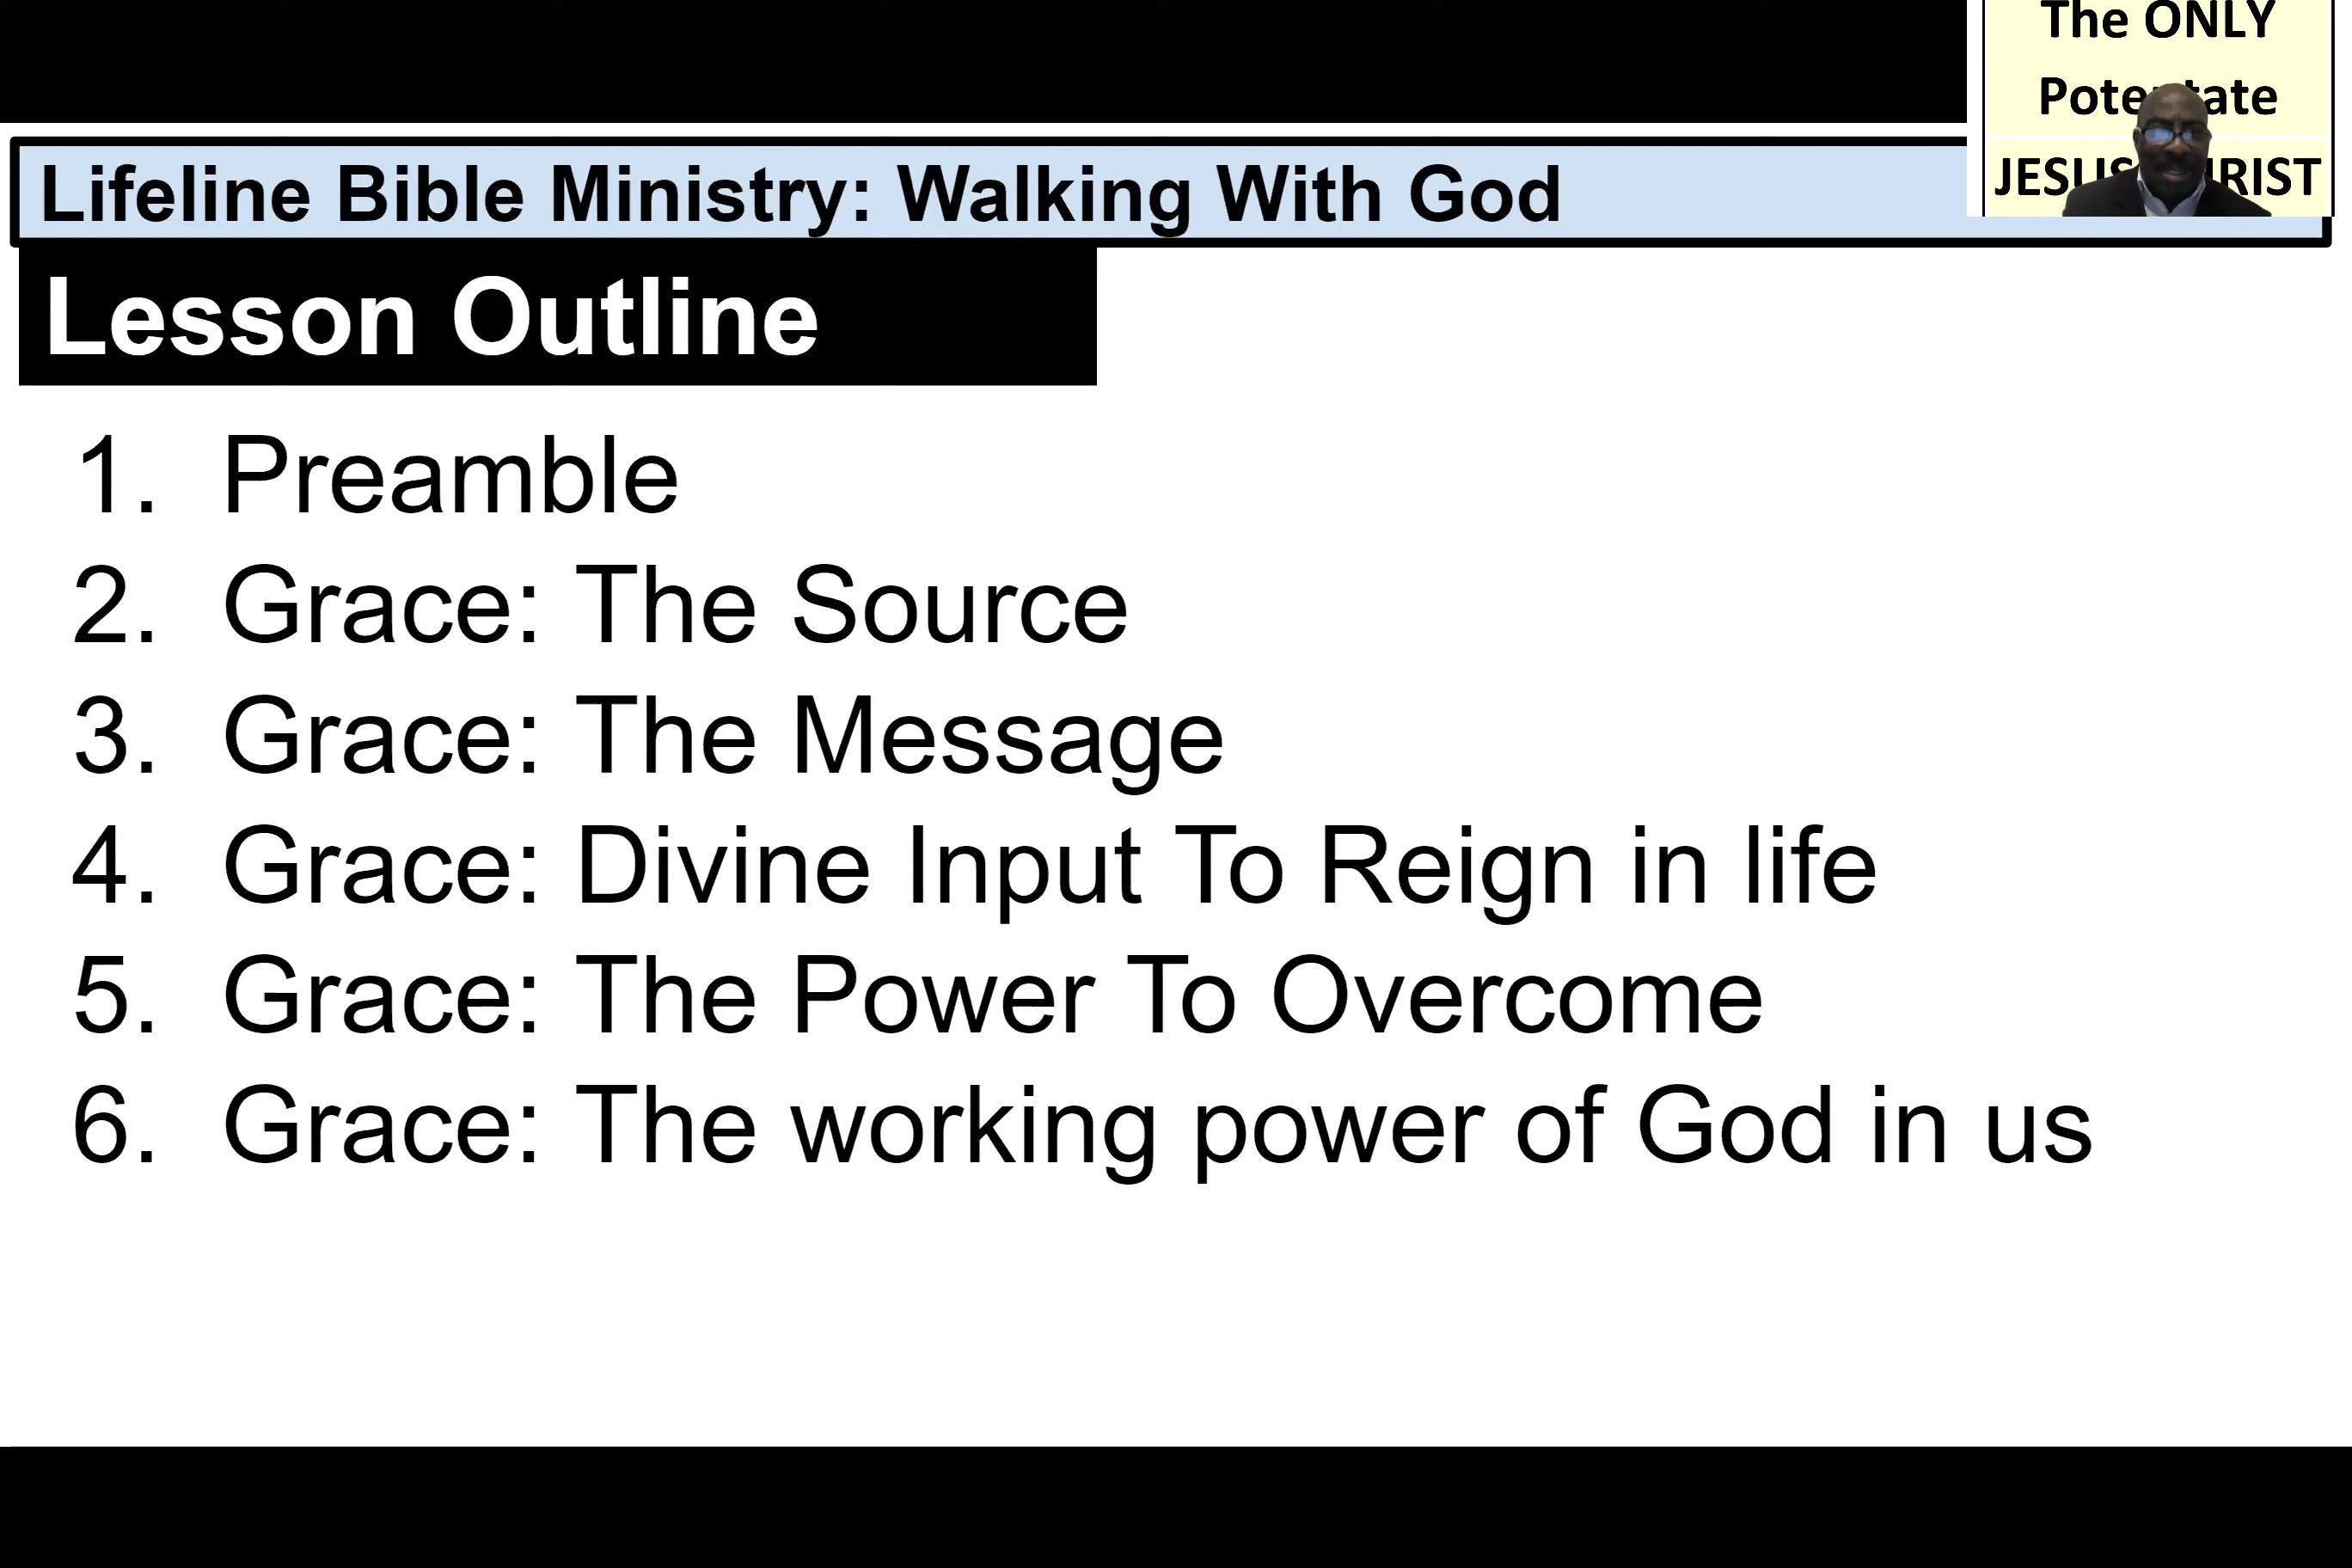 The ONLY
JESUS
Lifeline Bible Ministry: Walking With God
Lesson Outline
1. Preamble
2. Grace: The Source
3. Grace: The Message
4. Grace: Divine Input To Reign in life
5. Grace: The Power To Overcome
6. Grace: The working power of God in us